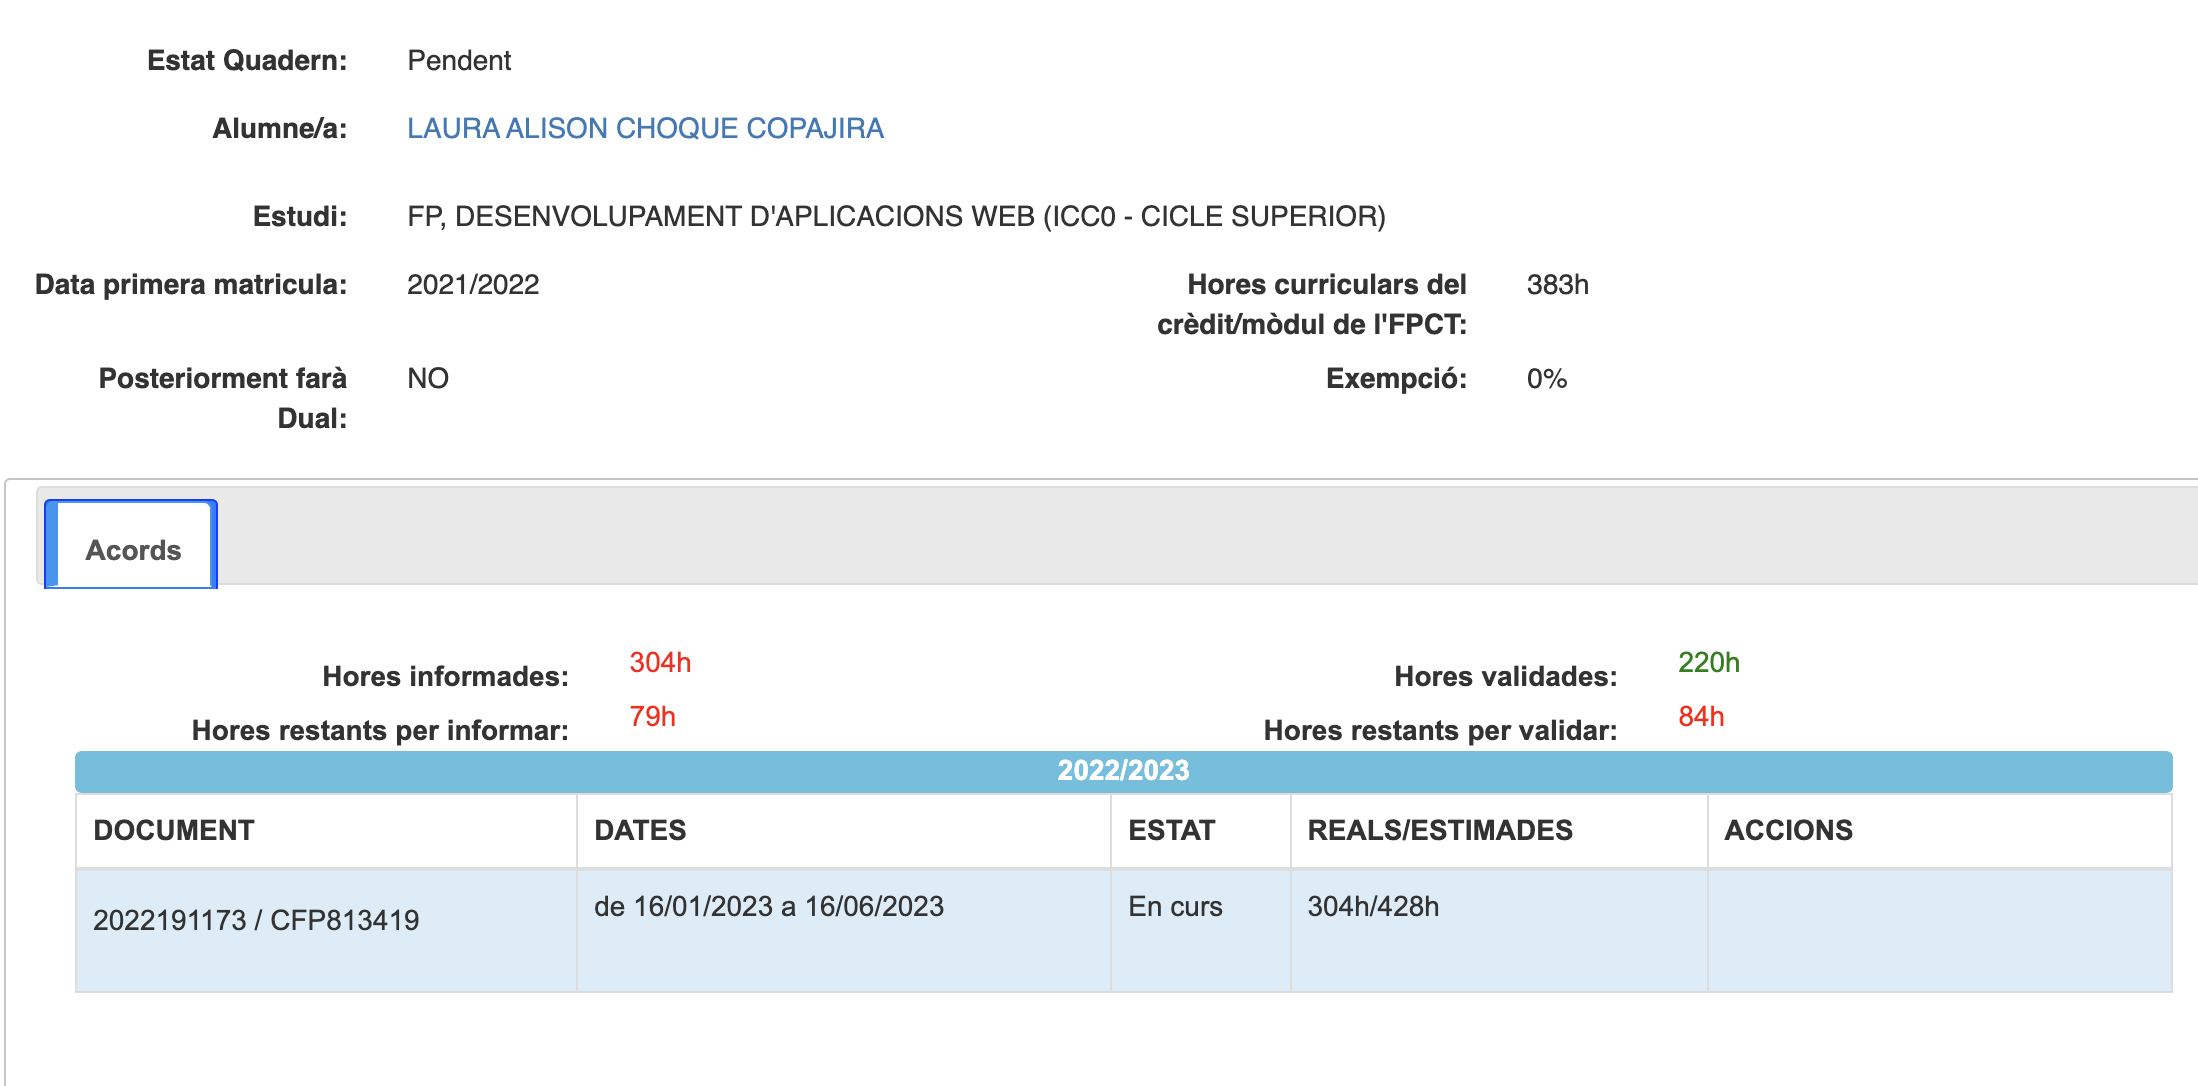 Estat Quadern: Pendent
Alumne/a: LAURA ALISON CHOQUE COPAJIRA
Estudi: FP, DESENVOLUPAMENT D'APLICACIONS WEB (ICC0 - CICLE SUPERIOR)
Data primera matricula: 2021/2022 Hores curriculars del 383h
crèdit/mòdul de l'FPCT:
Posteriorment farà NO Exempció: 0%
Dual:
Acords
Hores informades: 304h Hores validades: 220h
Hores restants per informar: 79h Hores restants per validar: 84h
2022/2023
DOCUMENT DATES ESTAT REALS/ESTIMADES ACCIONS
2022191173 / CFP813419 de 16/01/2023 a 16/06/2023 En curs 304h/428h